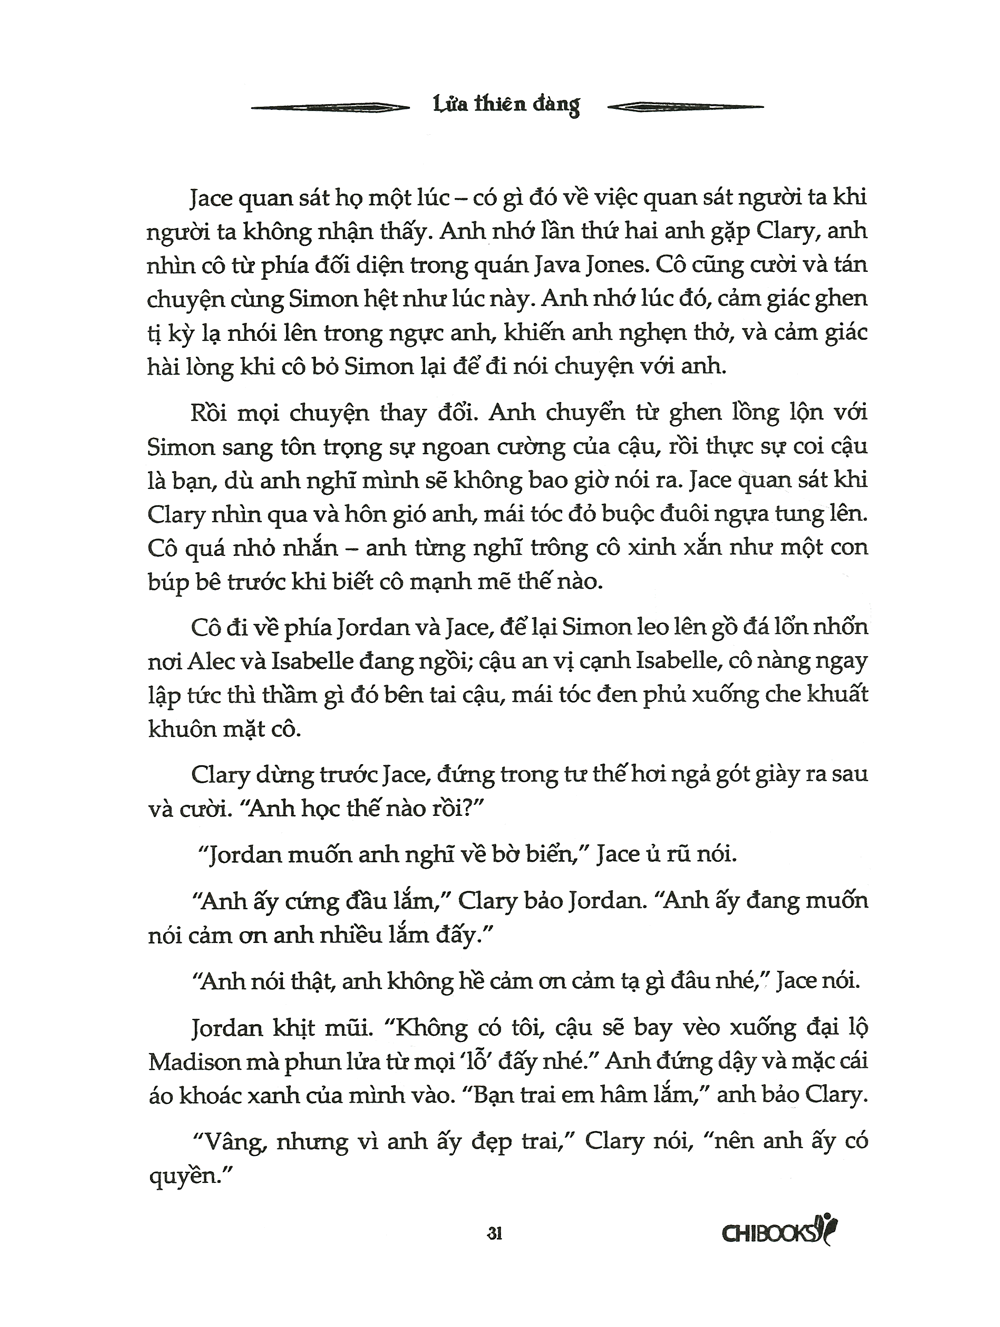 Lửa thiên đàng
Jace quan sát họ một lúc – có gì đó về việc quan sát người ta khi
người ta không nhận thấy. Anh nhớ lần thứ hai anh gặp Clary, anh
nhìn cô từ phía đối diện trong quán Java Jones. Cô cũng cười và tán
chuyện cùng Simon hệt như lúc này. Anh nhớ lúc đó, cảm giác ghen
tị kỳ lạ nhói lên trong ngực anh, khiến anh nghẹn thở, và cảm giác
hài lòng khi cô bỏ Simon lại để đi nói chuyện với anh.
Rồi mọi chuyện thay đổi. Anh chuyển từ ghen lồng lộn với
Simon sang tôn trọng sự ngoan cường của cậu, rồi thực sự coi cậu
là bạn, dù anh nghĩ mình sẽ không bao giờ nói ra. Jace quan sát khi
Clary nhìn qua và hôn gió anh, mái tóc đỏ buộc đuôi ngựa tung lên.
Cô quá nhỏ nhắn – anh từng nghĩ trông cô xinh xắn như một con
búp bê trước khi biết cô mạnh mẽ thế nào.
Cô đi về phía Jordan và Jace, để lại Simon leo lên gồ đá lổn nhổn
nơi Alec và Isabelle đang ngồi; cậu an vị cạnh Isabelle, cô nàng ngay
lập tức thì thầm gì đó bên tai cậu, mái tóc đen phủ xuống che khuất
khuôn mặt cô.
Clary dừng trước Jace, đứng trong tư thế hơi ngả gót giày ra sau
và cười. “Anh học thế nào rồi?”
“Jordan muốn anh nghĩ về bờ biển,” Jace ủ rũ nói.
“Anh ấy cứng đầu lắm,” Clary bảo Jordan. “Anh ấy đang muốn
nói cảm ơn anh nhiều lắm đấy.”
“Anh nói thật, anh không hề cảm ơn cảm tạ gì đâu nhé,” Jace nói.
Jordan khịt mũi. “Không có tôi, cậu sẽ bay vèo xuống đại lộ
Madison mà phun lửa từ mọi ‘lỗ’ đấy nhé.” Anh đứng dậy và mặc cái
áo khoác xanh của mình vào. “Bạn trai em hâm lắm,” anh bảo Clary.
“Vâng, nhưng vì anh ấy đẹp trai,” Clary nói, “nên anh ấy có
quyền.”
31
CHIBOOKS